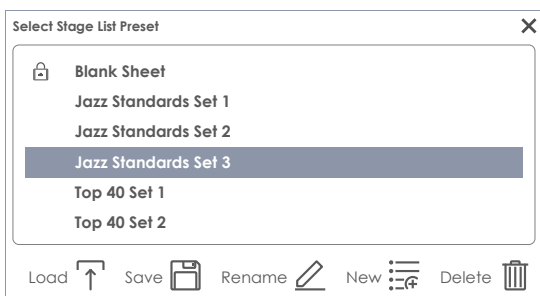 Select Stage List Preset
Blank Sheet
Jazz Standards Set 1
Jazz Standards Set 2
Jazz Standards Set 3
Top 40 Set 1
Top 40 Set 2
Load Save Rename New Delete